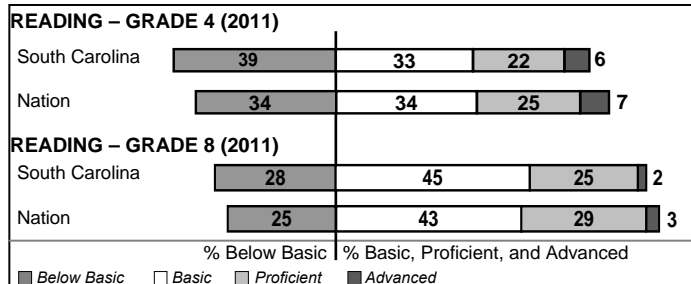 READING – GRADE 4 (2011)
South Carolina 39 33 22 6
Nation 34 34 25 7
READING – GRADE 8 (2011)
South Carolina 28 45 25 2
Nation 25 43 29 3
% Below Basic % Basic, Proficient, and Advanced
Below Basic Basic Proficient Advanced